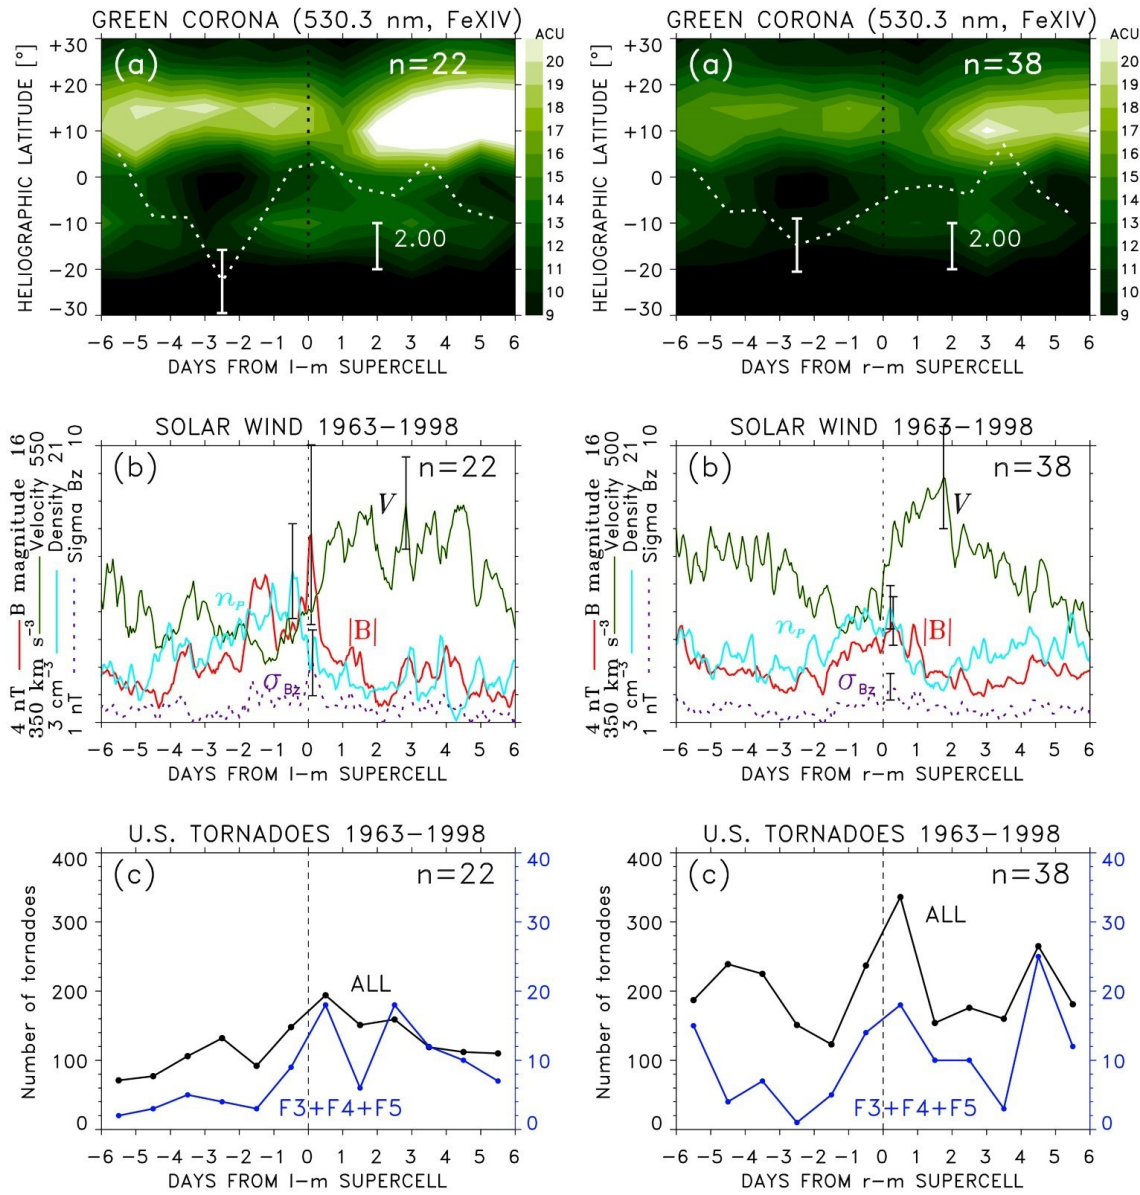 GREEN CORONA (530.3 nm, FeXIV)
ACU
HELIOGRAPHIC LATITUDE [°]
+30
+20
+10
0
−10
−20
−30
(a)
n=22
2.00
20
19
18
17
16
14
13
12
11
10
9
−6 −5 −4 −3 −2 −1 0 1 2 3 4 5 6
DAYS FROM l−m SUPERCELL
GREEN CORONA (530.3 nm, FeXIV)
ACU
HELIOGRAPHIC LATITUDE [°]
+30
+20
+10
0
−10
−20
−30
(a)
n=38
2.00
20
19
18
17
16
14
13
12
11
10
9
−6 −5 −4 −3 −2 −1 0 1 2 3 4 5 6
DAYS FROM r−m SUPERCELL
SOLAR WIND 1963−1998
4 nT B magnitude 16
350 km s⁻³ Velocity 550
3 cm⁻³ Density 21
1 nT Sigma Bz 10
(b)
n=22
V
nₚ
|B|
σBz
−6 −5 −4 −3 −2 −1 0 1 2 3 4 5 6
DAYS FROM l−m SUPERCELL
SOLAR WIND 1963−1998
4 nT B magnitude 16
350 km s⁻³ Velocity 500
3 cm⁻³ Density 21
1 nT Sigma Bz 10
(b)
n=38
V
nₚ
|B|
σBz
−6 −5 −4 −3 −2 −1 0 1 2 3 4 5 6
DAYS FROM r−m SUPERCELL
U.S. TORNADOES 1963−1998
Number of tornadoes
400
300
200
100
0
(c)
n=22
ALL
F3+F4+F5
40
30
20
10
0
−6 −5 −4 −3 −2 −1 0 1 2 3 4 5 6
DAYS FROM l−m SUPERCELL
U.S. TORNADOES 1963−1998
Number of tornadoes
400
300
200
100
0
(c)
n=38
ALL
F3+F4+F5
40
30
20
10
0
−6 −5 −4 −3 −2 −1 0 1 2 3 4 5 6
DAYS FROM r−m SUPERCELL